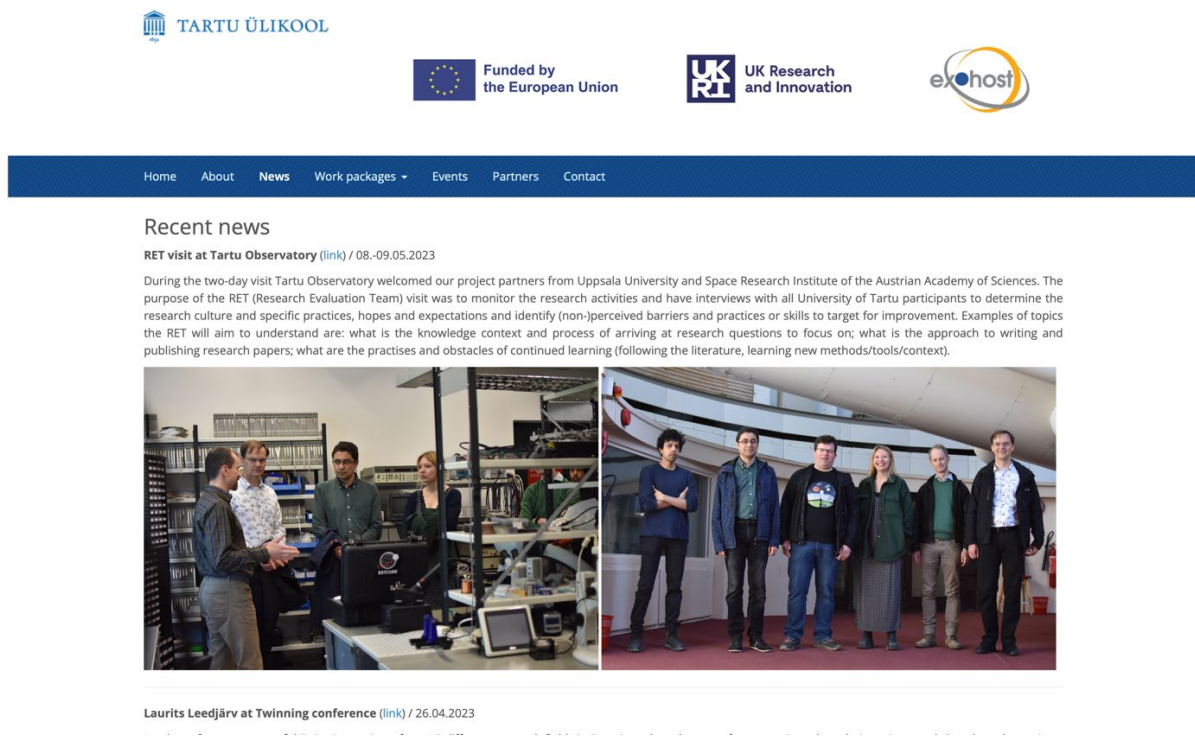 TARTU ÜLIKOOL
1632
Funded by
the European Union
UK
RI
UK Research
and Innovation
exohost
Home About News Work packages Events Partners Contact
Recent news
RET visit at Tartu Observatory (link) / 08.-09.05.2023
During the two-day visit Tartu Observatory welcomed our project partners from Uppsala University and Space Research Institute of the Austrian Academy of Sciences. The
purpose of the RET (Research Evaluation Team) visit was to monitor the research activities and have interviews with all University of Tartu participants to determine the
research culture and specific practices, hopes and expectations and identify (non-)perceived barriers and practices or skills to target for improvement. Examples of topics
the RET will aim to understand are: what is the knowledge context and process of arriving at research questions to focus on; what is the approach to writing and
publishing research papers; what are the practises and obstacles of continued learning (following the literature, learning new methods/tools/context).
Laurits Leedjärv at Twinning conference (link) / 26.04.2023